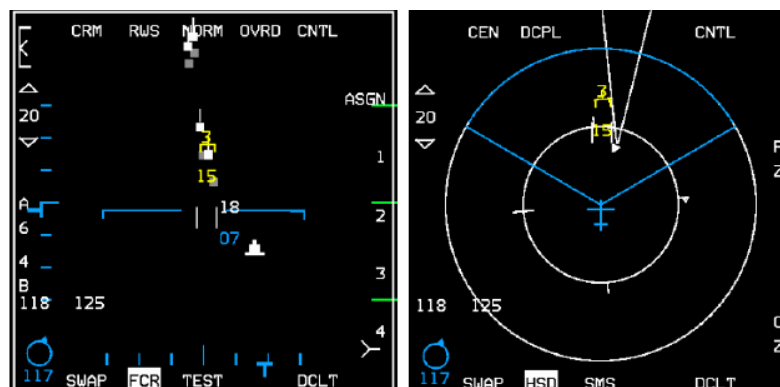 CRM RWS NORM OVRD CNTL
20
ASGN
3
15
1
18
2
A
6
4
B
07
3
118 125
4
117
SWAP FCR TEST DCLT
CEN DCPL CNTL
20
3
15
118 125
117
SWAP HSD SMS DCLT